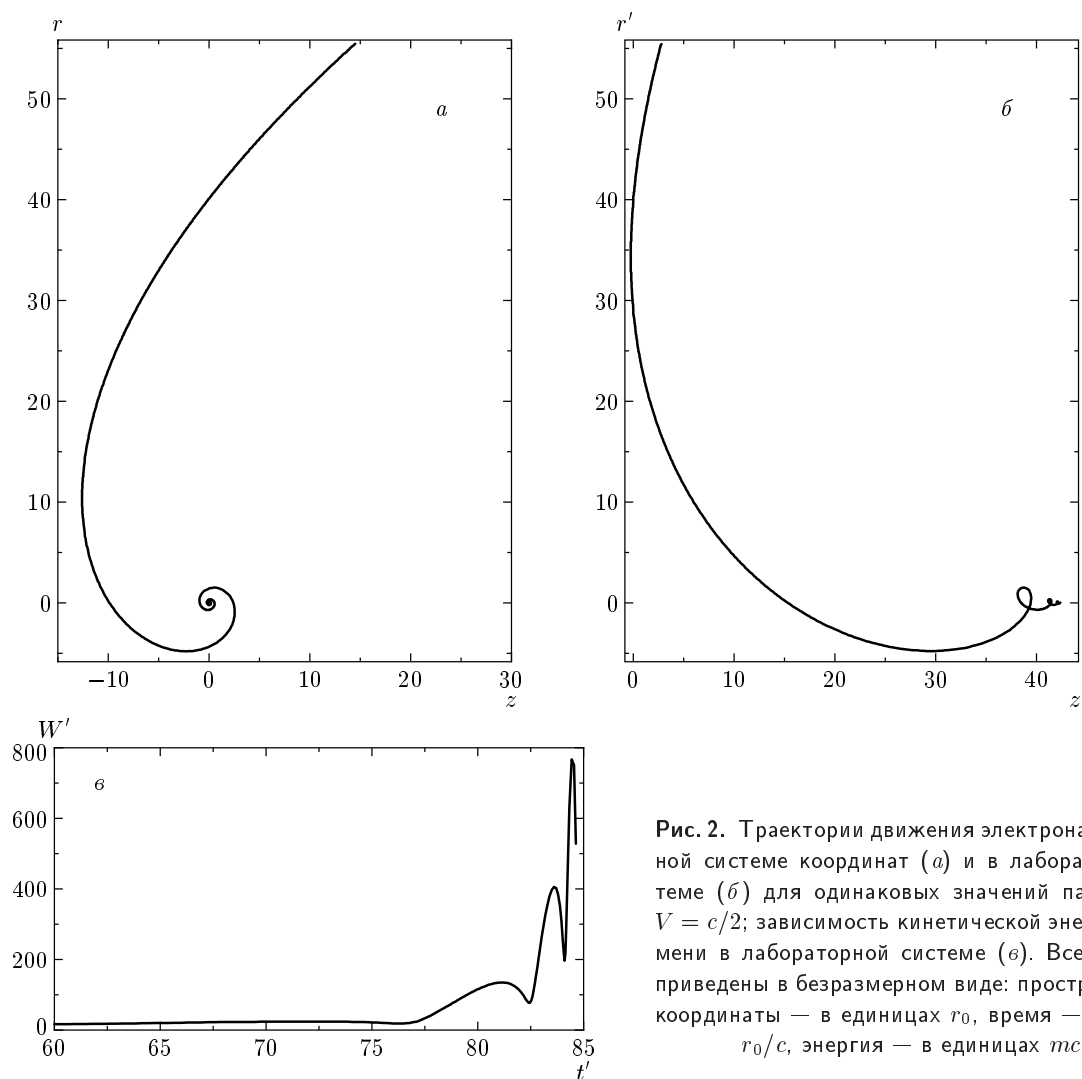 r
r′
50
40
30
20
10
0
а
−10 0 10 20 30
z
50
40
30
20
10
0
б
0 10 20 30 40
z
W′
800
600
400
200
0
в
60 65 70 75 80 85
t′
Рис. 2. Траектории движения электрона
ной системе координат (а) и в лабора
теме (б) для одинаковых значений па
V = c/2; зависимость кинетической эне
мени в лабораторной системе (в). Все
приведены в безразмерном виде: простр
координаты — в единицах r₀, время —
r₀/c, энергия — в единицах mc